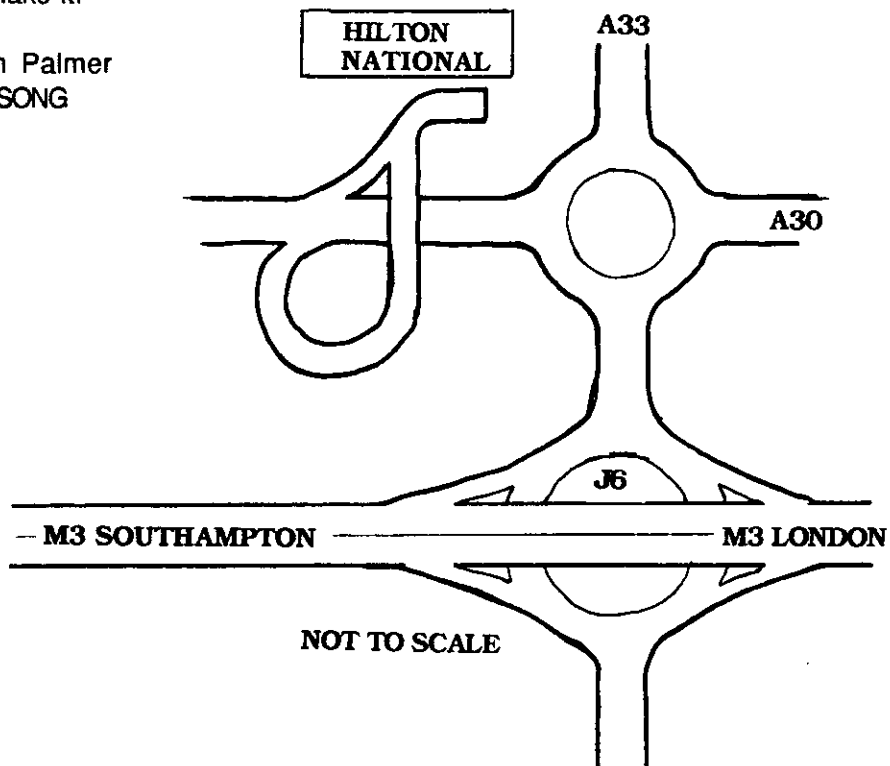 Palmer
SONG
HILTON
NATIONAL
A33
A30
J6
M3 SOUTHAMPTON
M3 LONDON
NOT TO SCALE